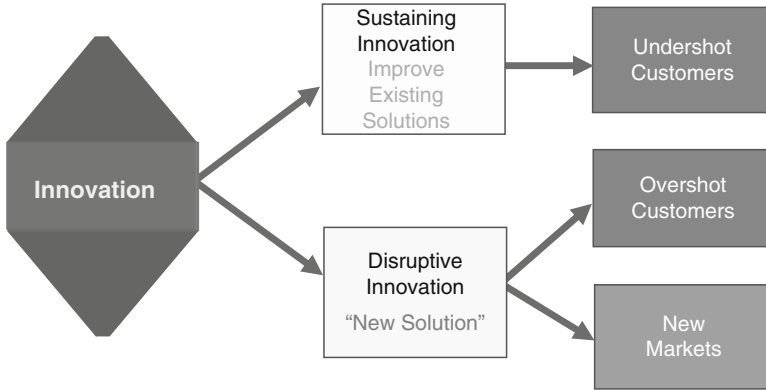 Innovation
Sustaining
Innovation
Improve
Existing
Solutions
Undershot
Customers
Disruptive
Innovation
“New Solution”
Overshot
Customers
New
Markets